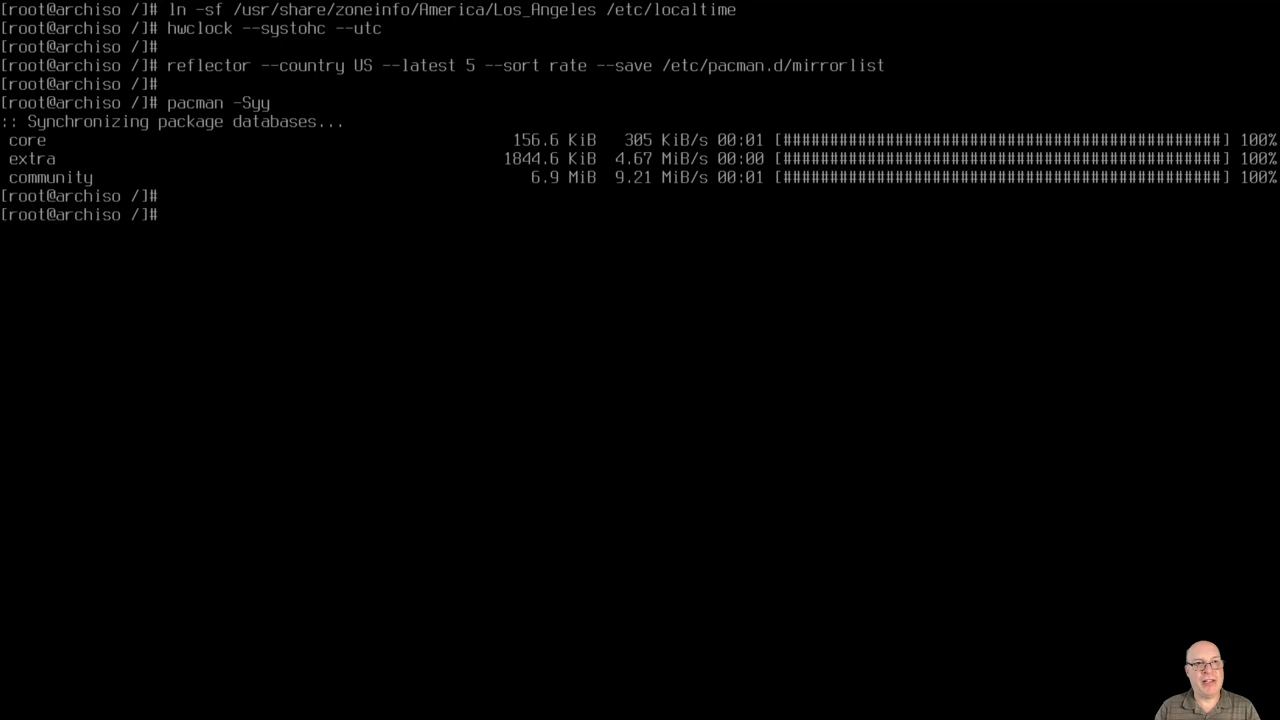 [root@archiso /]# ln -sf /usr/share/zoneinfo/America/Los_Angeles /etc/localtime
[root@archiso /]# hwclock --systohc --utc
[root@archiso /]#
[root@archiso /]# reflector --country US --latest 5 --sort rate --save /etc/pacman.d/mirrorlist
[root@archiso /]#
[root@archiso /]# pacman -Syy
:: Synchronizing package databases...
core 156.6 KiB 305 KiB/s 00:01 [################################################] 100%
extra 1844.6 KiB 4.67 MiB/s 00:00 [################################################] 100%
community 6.9 MiB 9.21 MiB/s 00:01 [################################################] 100%
[root@archiso /]#
[root@archiso /]#